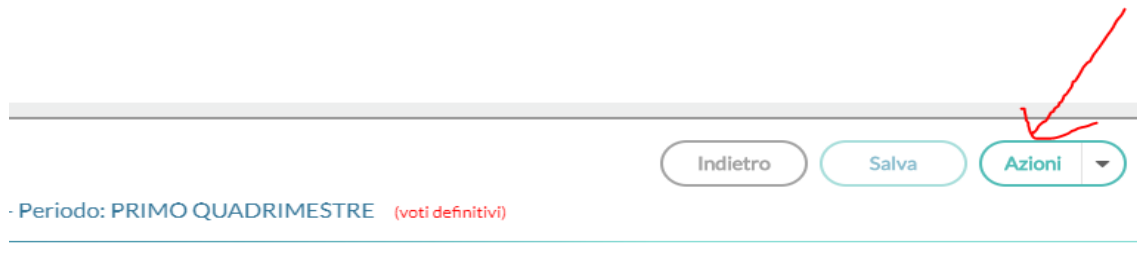 Indietro Salva Azioni
- Periodo: PRIMO QUADRIMESTRE (voti definitivi)